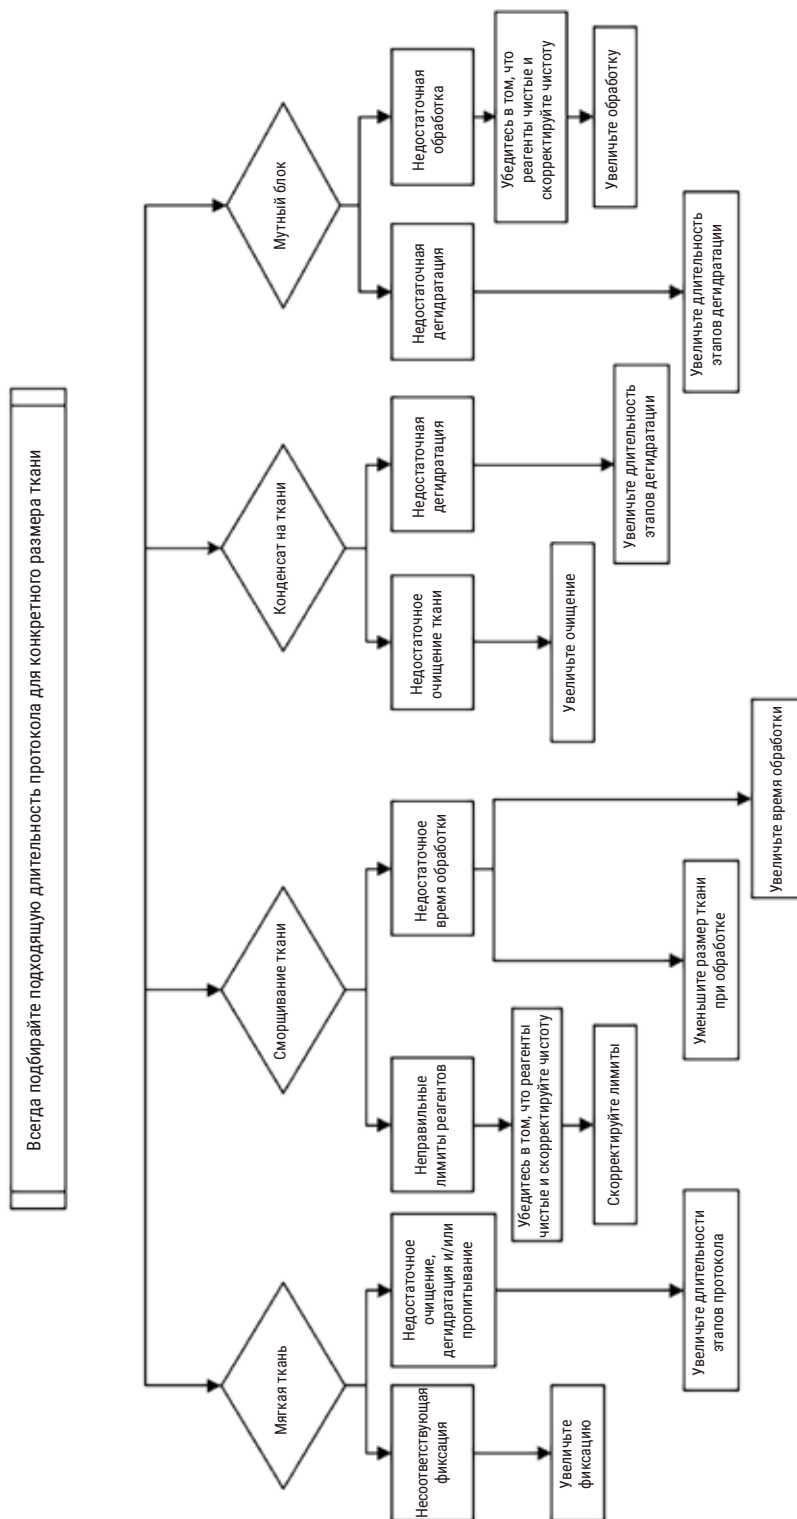 Всегда подбирайте подходящую длительность протокола для конкретного размера ткани
Мягкая ткань
Сморщивание ткани
Конденсат на ткани
Мутный блок
Несоответствующая
фиксация
Недостаточное
очищение,
дегидратация и/или
пропитывание
Неправильные
лимиты реагентов
Недостаточное
время обработки
Недостаточное
очищение ткани
Недостаточная
дегидратация
Недостаточная
дегидратация
Недостаточная
обработка
Убедитесь в том, что реагенты
чистые и скорректируйте чистоту
Убедитесь в том, что
реагенты чистые и
скорректируйте чистоту
Увеличьте
фиксацию
Скорректируйте лимиты
Увеличьте очищение
Увеличьте обработку
Увеличьте длительности
этапов протокола
Уменьшите размер ткани
при обработке
Увеличьте длительность
этапов дегидратации
Увеличьте длительность
этапов дегидратации
Увеличьте время обработки